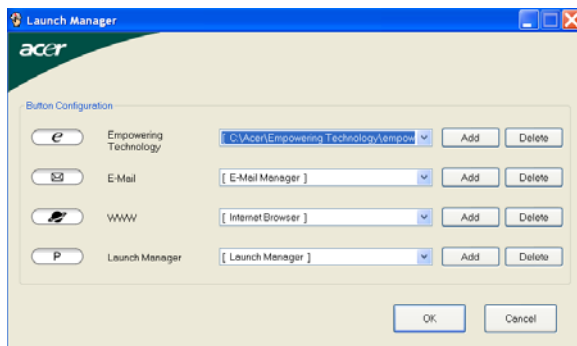 Launch Manager
acer
Button Configuration
e Empowering Technology [ C:\Acer\Empowering Technology\empow Add Delete
E-Mail [ E-Mail Manager ] Add Delete
WWW [ Internet Browser ] Add Delete
P Launch Manager [ Launch Manager ] Add Delete
OK Cancel